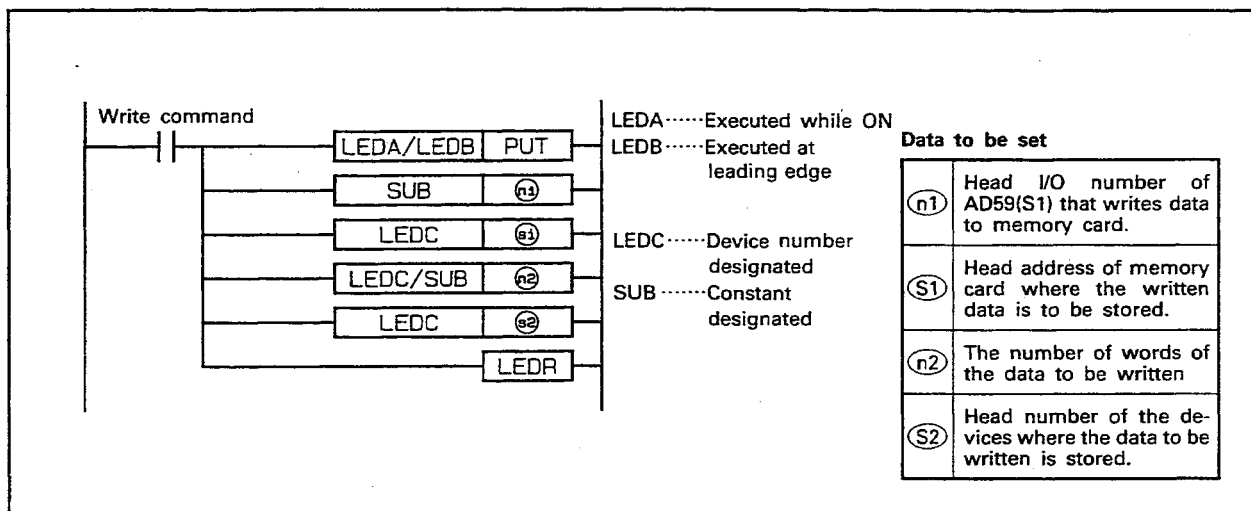 Write command
LEDA/LEDB PUT
SUB n1
LEDC s1
LEDC/SUB n2
LEDC s2
LEDR
LEDA······Executed while ON
LEDB······Executed at
leading edge
LEDC······Device number
designated
SUB ······Constant
designated
Data to be set
n1 Head I/O number of
AD59(S1) that writes data
to memory card.
S1 Head address of memory
card where the written
data is to be stored.
n2 The number of words of
the data to be written
S2 Head number of the de-
vices where the data to be
written is stored.